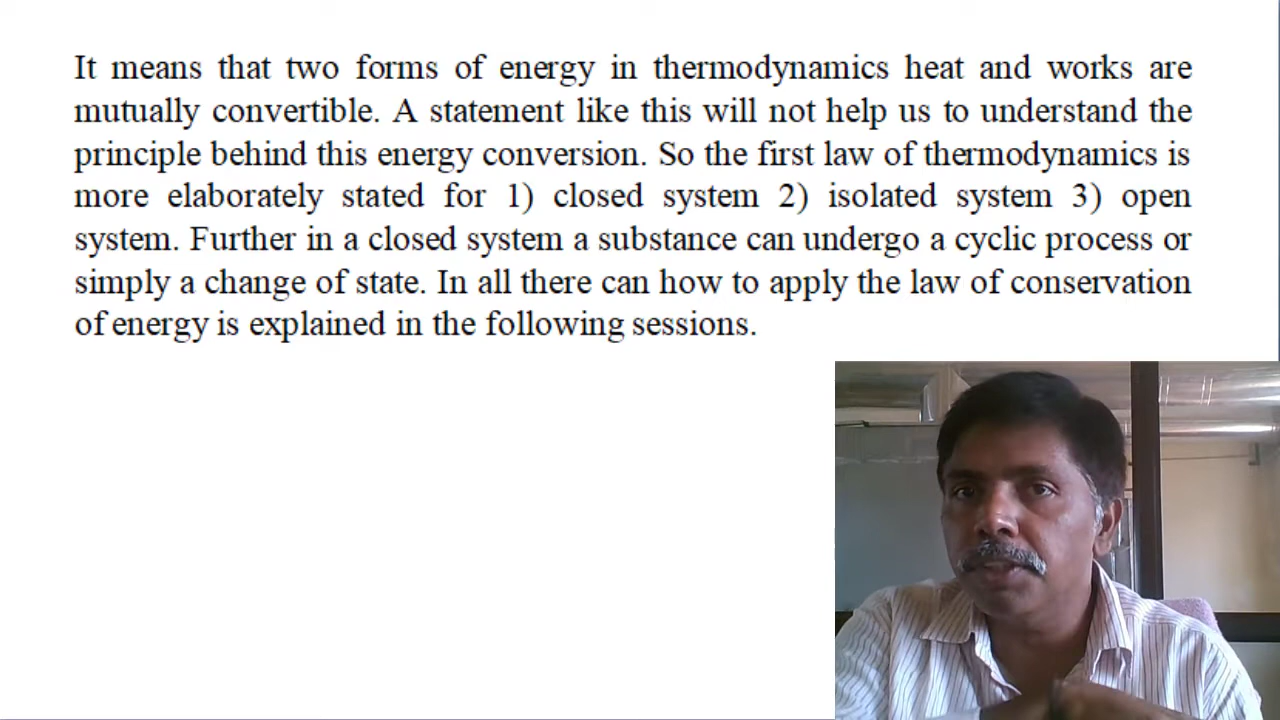 It means that two forms of energy in thermodynamics heat and works are
mutually convertible. A statement like this will not help us to understand the
principle behind this energy conversion. So the first law of thermodynamics is
more elaborately stated for 1) closed system 2) isolated system 3) open
system. Further in a closed system a substance can undergo a cyclic process or
simply a change of state. In all there can how to apply the law of conservation
of energy is explained in the following sessions.